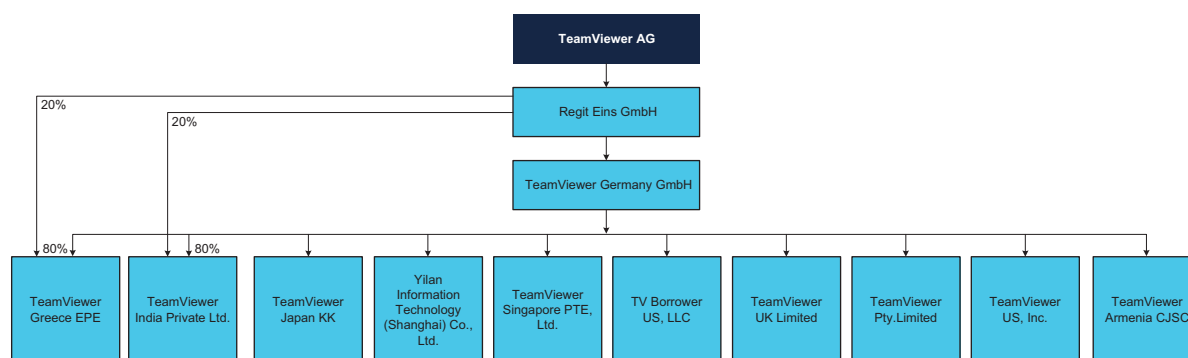 TeamViewer AG
20%
Regit Eins GmbH
20%
TeamViewer Germany GmbH
80%
80%
TeamViewer
Greece EPE
TeamViewer
India Private Ltd.
TeamViewer
Japan KK
Yilan
Information
Technology
(Shanghai) Co.,
Ltd.
TeamViewer
Singapore PTE,
Ltd.
TV Borrower
US, LLC
TeamViewer
UK Limited
TeamViewer
Pty.Limited
TeamViewer
US, Inc.
TeamViewer
Armenia CJSC